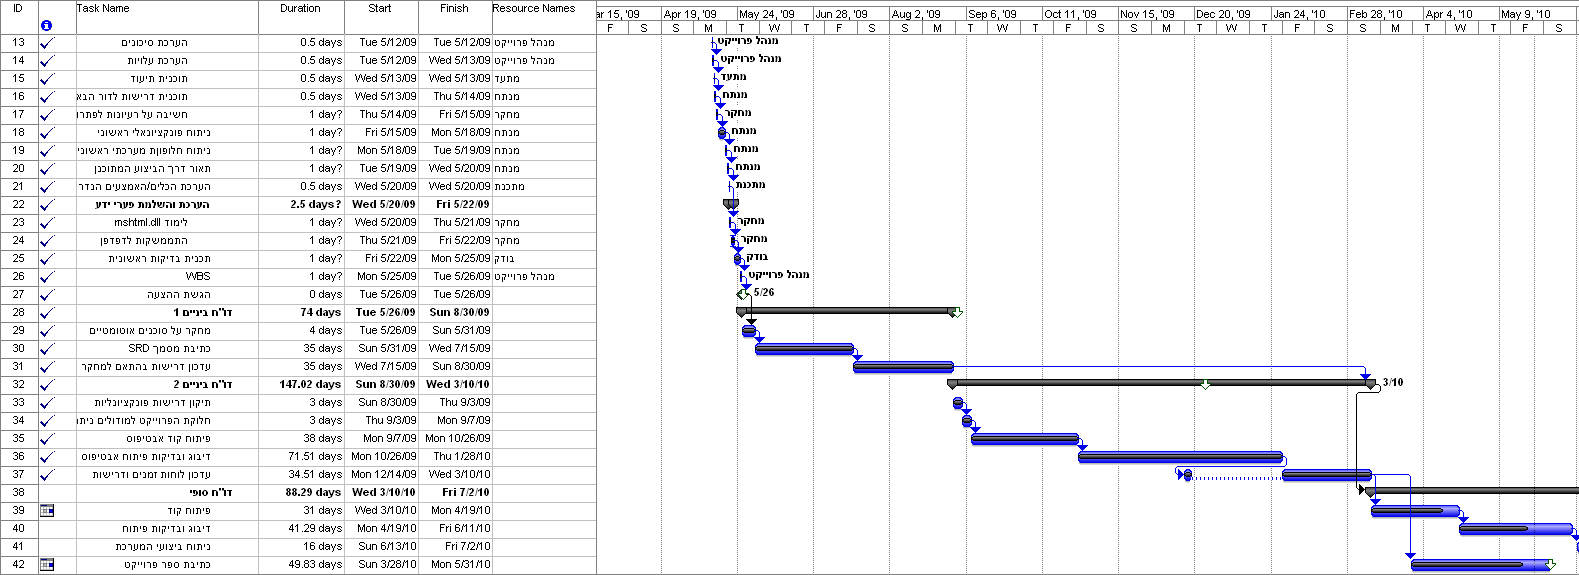 ID Task Name Duration Start Finish Resource Names
ar 15, '09 Apr 19, '09 May 24, '09 Jun 28, '09 Aug 2, '09 Sep 6, '09 Oct 11, '09 Nov 15, '09 Dec 20, '09 Jan 24, '10 Feb 28, '10 Apr 4, '10 May 9, '10
F S S M T W T F S S M T W T F S S M T W T F S S M T W T F S
13 הערכת סיכונים 0.5 days Tue 5/12/09 Tue 5/12/09 מנהל פרוייקט מנהל פרוייקט
14 הערכת עלויות 0.5 days Tue 5/12/09 Wed 5/13/09 מנהל פרוייקט מנהל פרוייקט
15 תוכנית תיעוד 0.5 days Wed 5/13/09 Wed 5/13/09 מתעד מתעד
16 תוכנית דרישות לדור הבא 0.5 days Wed 5/13/09 Thu 5/14/09 מנתח מנתח
17 חשיבה על רעיונות לפתרו 1 day? Thu 5/14/09 Fri 5/15/09 מחקר מחקר
18 ניתוח פונקציונאלי ראשוני 1 day? Fri 5/15/09 Mon 5/18/09 מנתח מנתח
19 ניתוח חלופוןת מערכתי ראשוני 1 day? Mon 5/18/09 Tue 5/19/09 מנתח מנתח
20 תאור דרך הביצוע המתוכנן 1 day? Tue 5/19/09 Wed 5/20/09 מנתח מנתח
21 הערכת הכלים/האמצעים הנדר 0.5 days Wed 5/20/09 Wed 5/20/09 מתכנת מתכנת
22 הערכת והשלמת פערי ידע 2.5 days? Wed 5/20/09 Fri 5/22/09
23 לימוד mshtml.dll 1 day? Wed 5/20/09 Thu 5/21/09 מחקר מחקר
24 התממשקות לדפדפן 1 day? Thu 5/21/09 Fri 5/22/09 מחקר מחקר
25 תכנית בדיקות ראשונית 1 day? Fri 5/22/09 Mon 5/25/09 בודק בודק
26 WBS 1 day? Mon 5/25/09 Tue 5/26/09 מנהל פרוייקט מנהל פרוייקט
27 הגשת ההצעה 0 days Tue 5/26/09 Tue 5/26/09 5/26
28 דו"ח ביניים 1 74 days Tue 5/26/09 Sun 8/30/09
29 מחקר על סוכנים אוטומטיים 4 days Tue 5/26/09 Sun 5/31/09
30 כתיבת מסמך SRD 35 days Sun 5/31/09 Wed 7/15/09
31 עדכון דרישות בהתאם למחקר 35 days Wed 7/15/09 Sun 8/30/09
32 דו"ח ביניים 2 147.02 days Sun 8/30/09 Wed 3/10/10 3/10
33 תיקון דרישות פונקציונליות 3 days Sun 8/30/09 Thu 9/3/09
34 חלוקת הפרוייקט למודולים ניתו 3 days Thu 9/3/09 Mon 9/7/09
35 פיתוח קוד אבטיפוס 38 days Mon 9/7/09 Mon 10/26/09
36 דיבוג ובדיקות פיתוח אבטיפוס 71.51 days Mon 10/26/09 Thu 1/28/10
37 עדכון לוחות זמנים ודרישות 34.51 days Mon 12/14/09 Wed 3/10/10
38 דו"ח סופי 88.29 days Wed 3/10/10 Fri 7/2/10
39 פיתוח קוד 31 days Wed 3/10/10 Mon 4/19/10
40 דיבוג ובדיקות פיתוח 41.29 days Mon 4/19/10 Fri 6/11/10
41 ניתוח ביצועי המערכת 16 days Sun 6/13/10 Fri 7/2/10
42 כתיבת ספר פרוייקט 49.83 days Sun 3/28/10 Mon 5/31/10